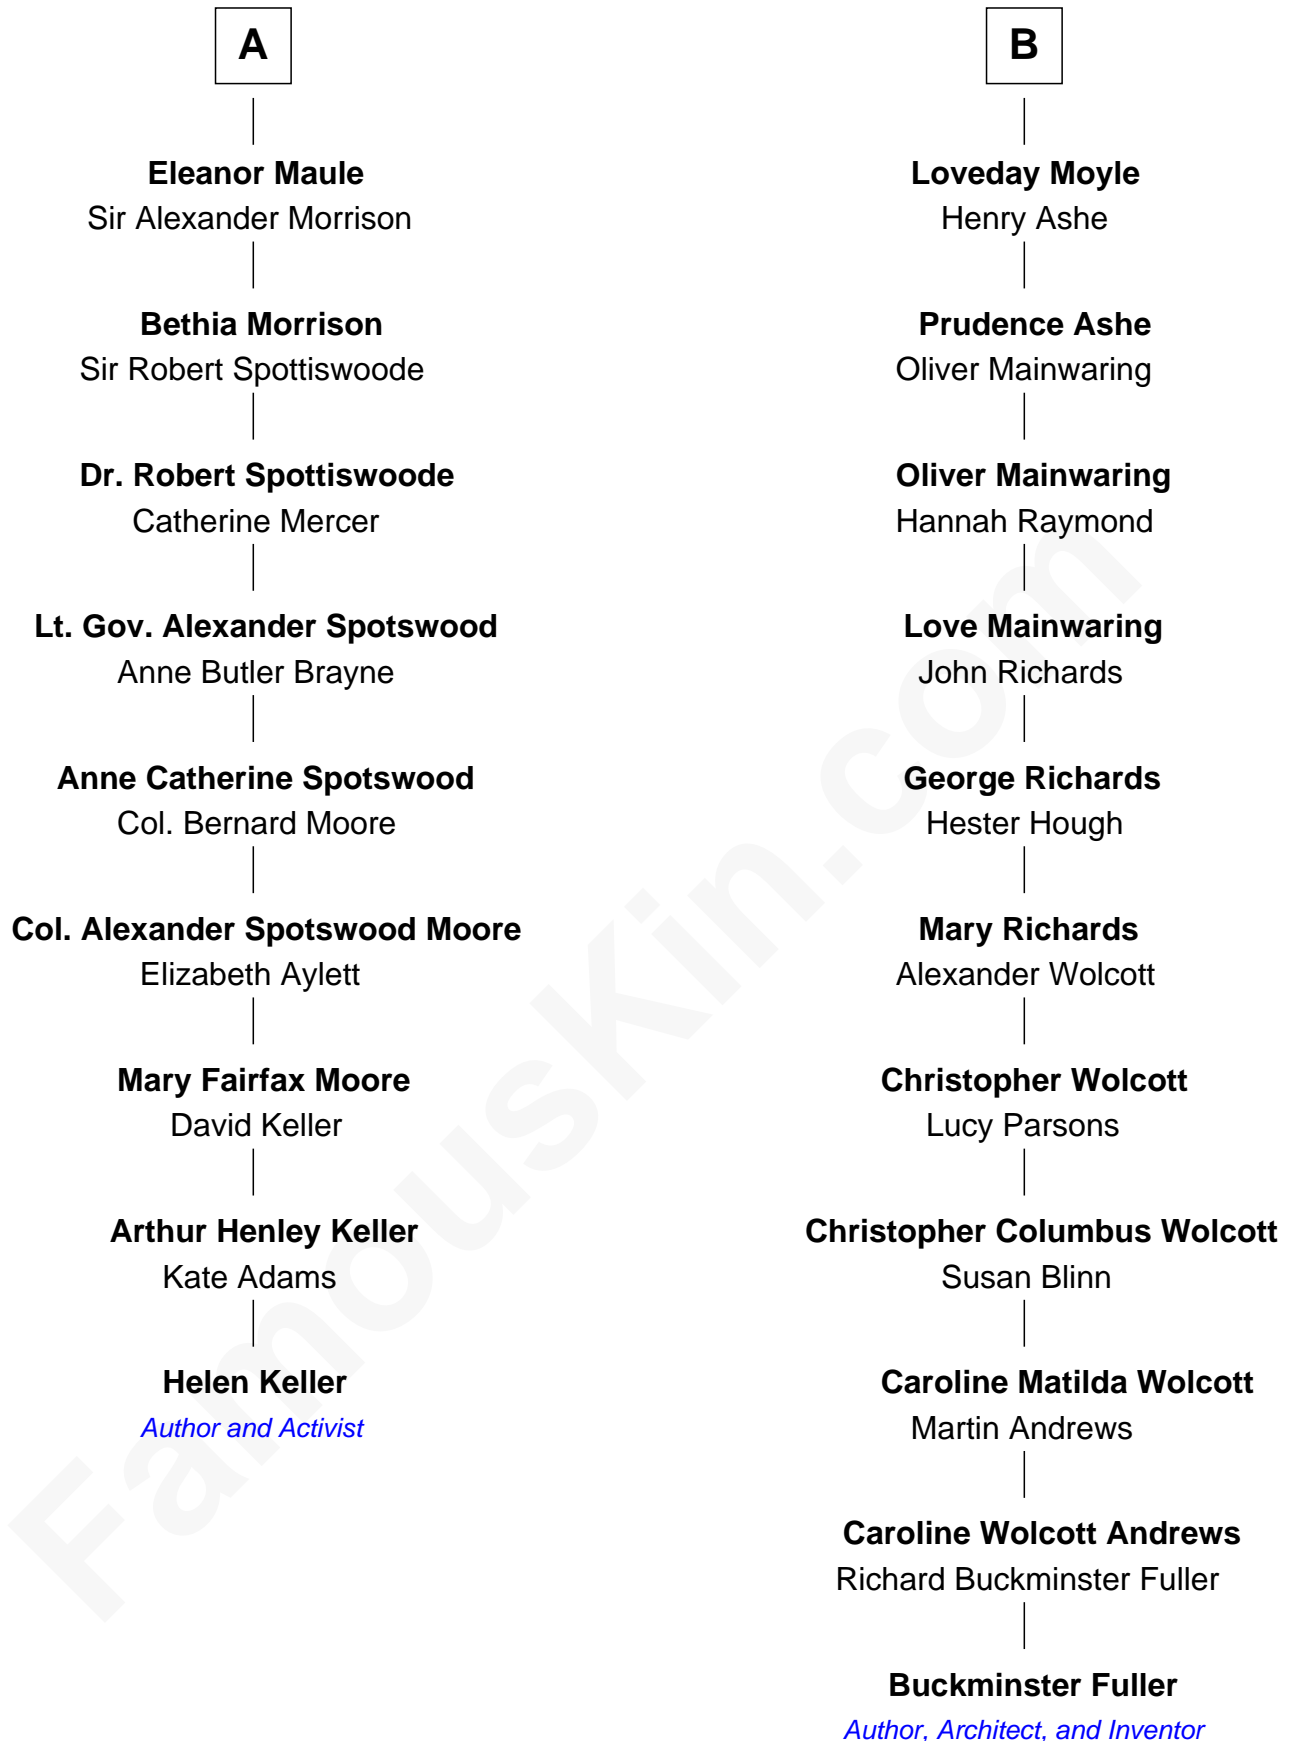 A
Eleanor Maule
Sir Alexander Morrison
Bethia Morrison
Sir Robert Spottiswoode
Dr. Robert Spottiswoode
Catherine Mercer
Lt. Gov. Alexander Spotswood
Anne Butler Brayne
Anne Catherine Spotswood
Col. Bernard Moore
Col. Alexander Spotswood Moore
Elizabeth Aylett
Mary Fairfax Moore
David Keller
Arthur Henley Keller
Kate Adams
Helen Keller
Author and Activist
B
Loveday Moyle
Henry Ashe
Prudence Ashe
Oliver Mainwaring
Oliver Mainwaring
Hannah Raymond
Love Mainwaring
John Richards
George Richards
Hester Hough
Mary Richards
Alexander Wolcott
Christopher Wolcott
Lucy Parsons
Christopher Columbus Wolcott
Susan Blinn
Caroline Matilda Wolcott
Martin Andrews
Caroline Wolcott Andrews
Richard Buckminster Fuller
Buckminster Fuller
Author, Architect, and Inventor
FamousKin.com